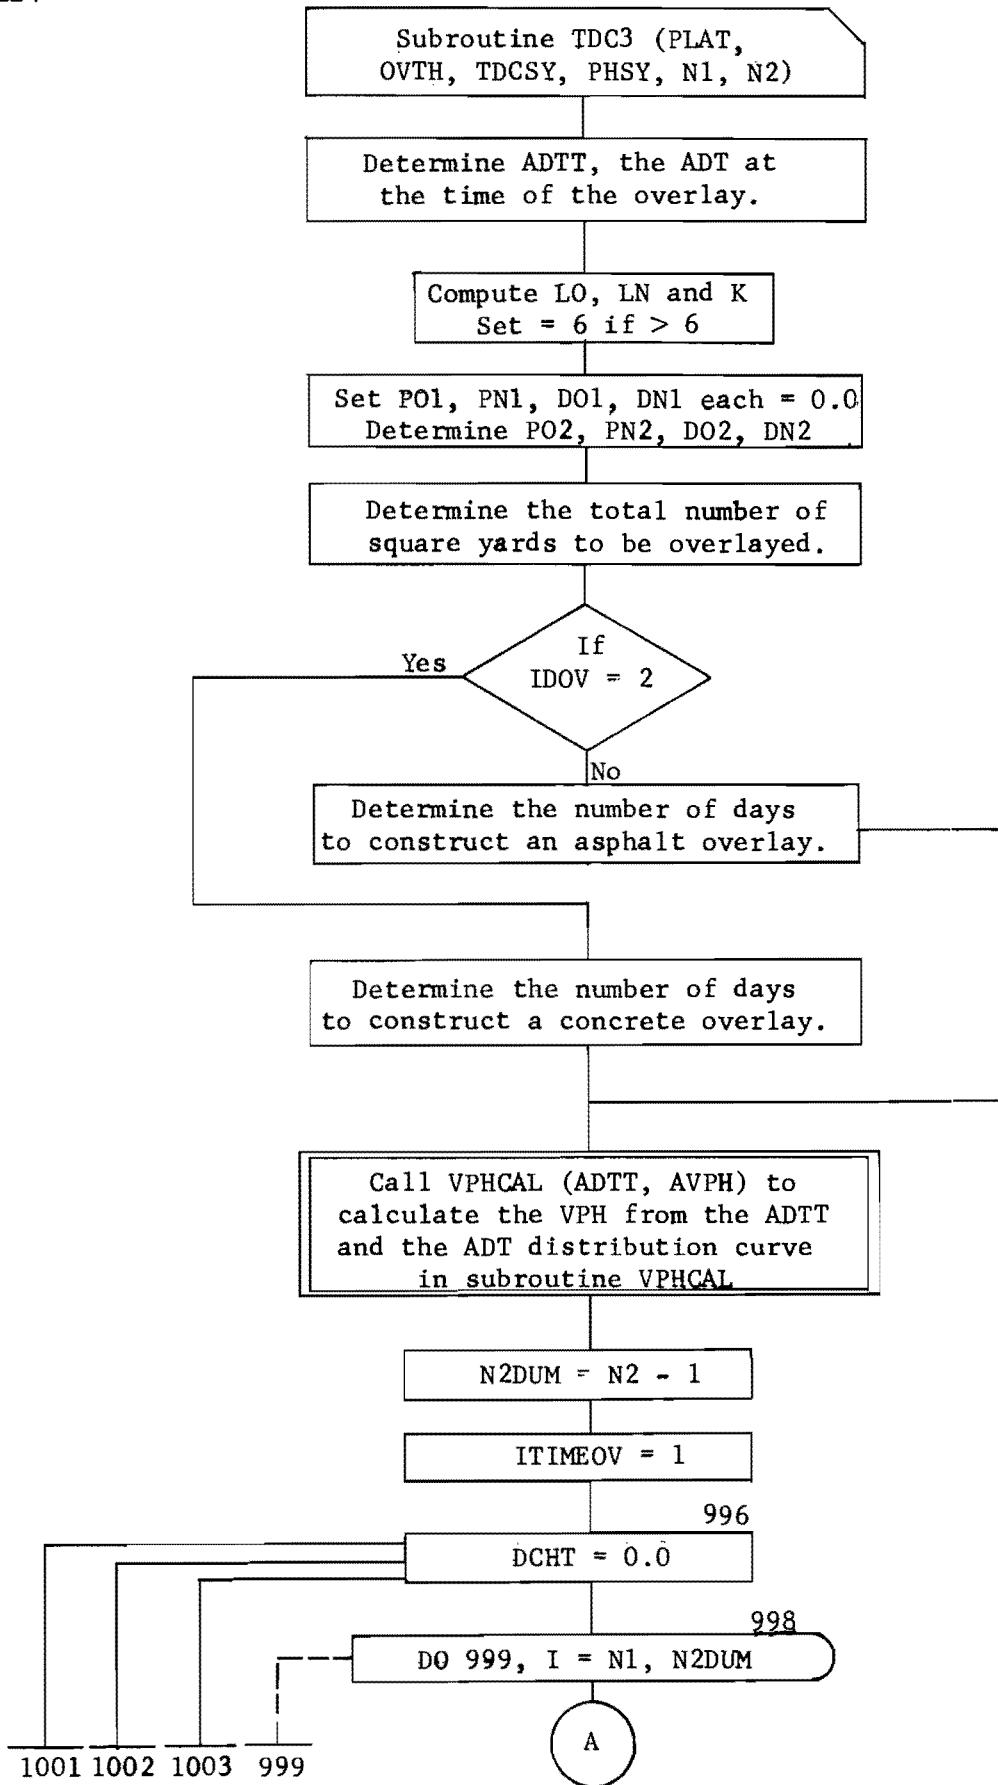 Subroutine TDC3 (PLAT,
OVTH, TDCSY, PHSY, N1, N2)
Determine ADTT, the ADT at
the time of the overlay.
Compute LO, LN and K
Set = 6 if > 6
Set PO1, PN1, DO1, DN1 each = 0.0
Determine PO2, PN2, DO2, DN2
Determine the total number of
square yards to be overlayed.
If
IDOV = 2
Yes
No
Determine the number of days
to construct an asphalt overlay.
Determine the number of days
to construct a concrete overlay.
Call VPHCAL (ADTT, AVPH) to
calculate the VPH from the ADTT
and the ADT distribution curve
in subroutine VPHCAL
N2DUM = N2 - 1
ITIMEOV = 1
996
DCHT = 0.0
998
DO 999, I = N1, N2DUM
A
1001 1002 1003 999